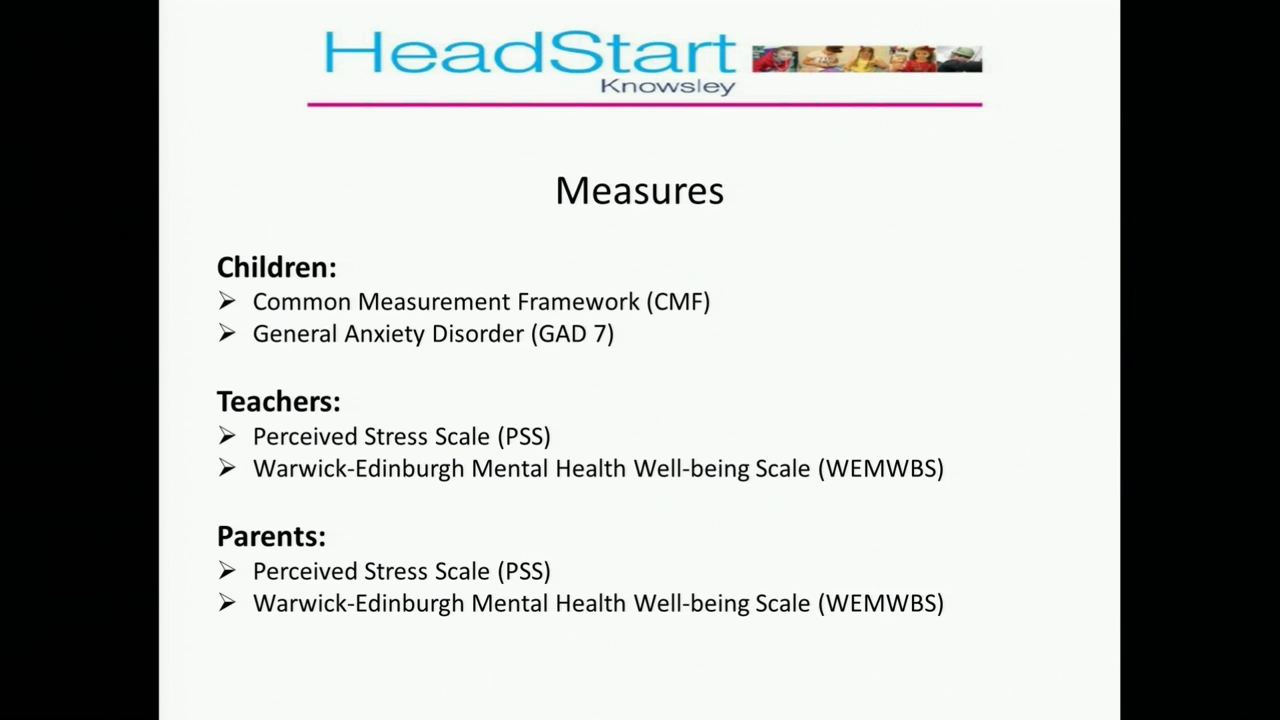 HeadStart
Knowsley
Measures
Children:
Common Measurement Framework (CMF)
General Anxiety Disorder (GAD 7)
Teachers:
Perceived Stress Scale (PSS)
Warwick-Edinburgh Mental Health Well-being Scale (WEMWBS)
Parents:
Perceived Stress Scale (PSS)
Warwick-Edinburgh Mental Health Well-being Scale (WEMWBS)